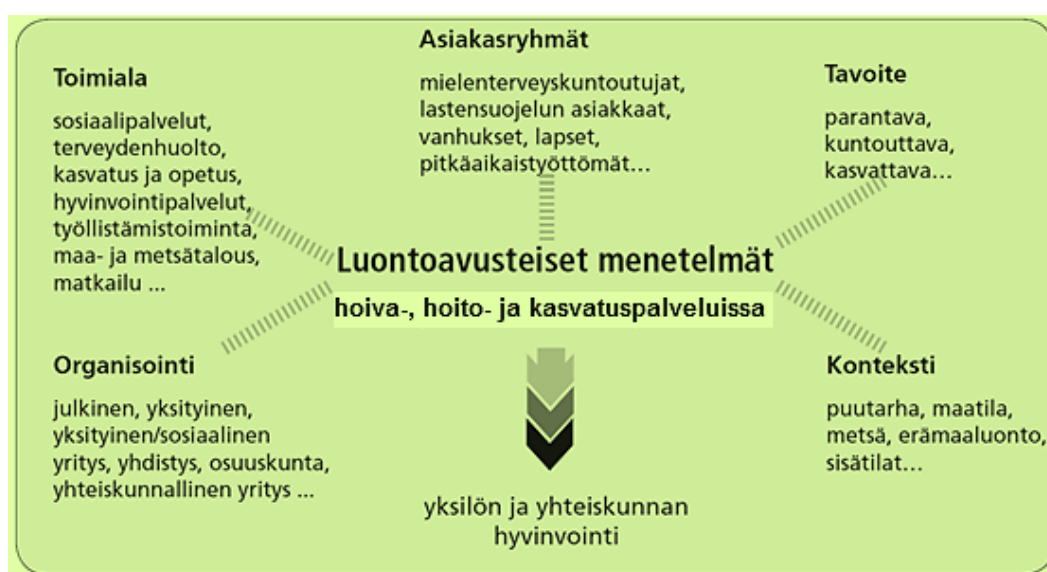 Asiakasryhmät
mielenterveyskuntoutujat,
lastensuojelun asiakkaat,
vanhukset, lapset,
pitkäaikaistyöttömät...
Toimiala
sosiaalipalvelut,
terveydenhuolto,
kasvatus ja opetus,
hyvinvointipalvelut,
työllistämistoiminta,
maa- ja metsätalous,
matkailu ...
Tavoite
parantava,
kuntouttava,
kasvattava...
Luontoavusteiset menetelmät
hoiva-, hoito- ja kasvatuspalveluissa
Organisointi
julkinen, yksityinen,
yksityinen/sosiaalinen
yritys, yhdistys, osuuskunta,
yhteiskunnallinen yritys ...
Konteksti
puutarha, maatila,
metsä, erämaaluonto,
sisätilat...
yksilön ja yhteiskunnan
hyvinvointi